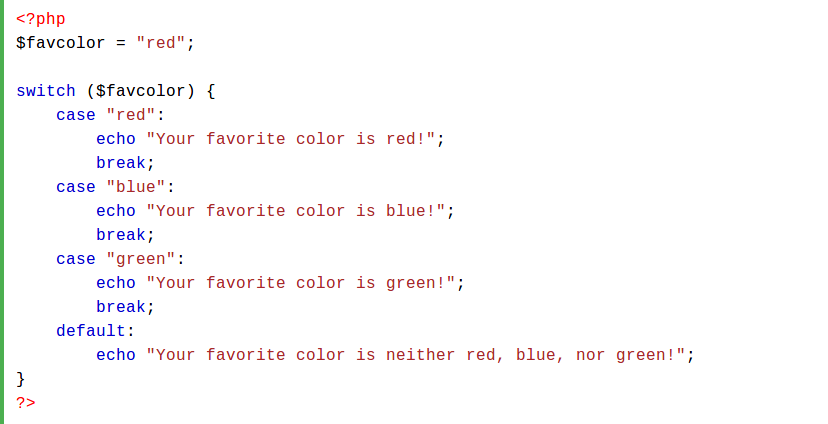 <?php
$favcolor = "red";

switch ($favcolor) {
    case "red":
        echo "Your favorite color is red!";
        break;
    case "blue":
        echo "Your favorite color is blue!";
        break;
    case "green":
        echo "Your favorite color is green!";
        break;
    default:
        echo "Your favorite color is neither red, blue, nor green!";
}
?>